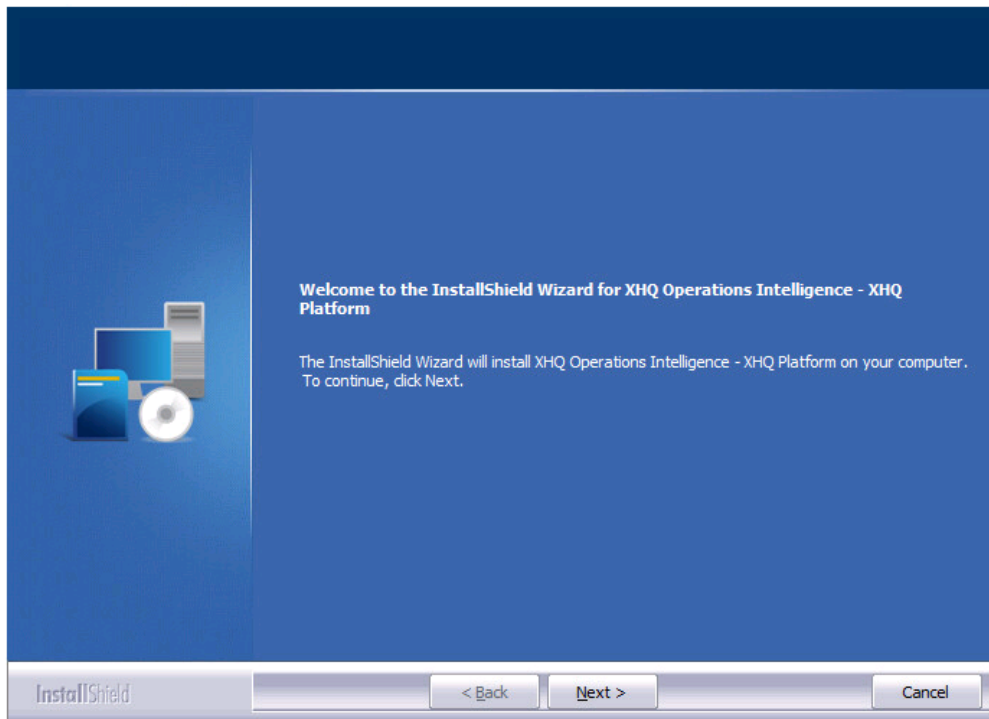 Welcome to the InstallShield Wizard for XHQ Operations Intelligence - XHQ
Platform
The InstallShield Wizard will install XHQ Operations Intelligence - XHQ Platform on your computer.
To continue, click Next.
InstallShield
< Back
Next >
Cancel